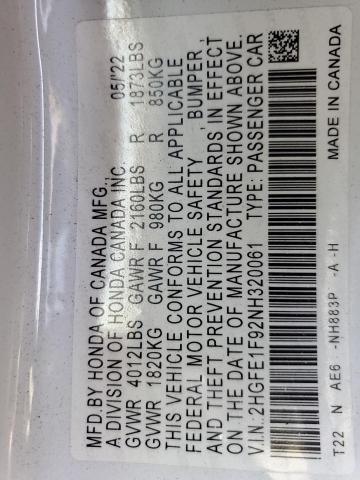 MFD.BY HONDA OF CANADA MFG.,
A DIVISION OF HONDA CANADA INC. 05/'22
GVWR 4012LBS GAWR F 2160LBS R 1873LBS
GVWR 1820KG GAWR F 980KG R 850KG
THIS VEHICLE CONFORMS TO ALL APPLICABLE
FEDERAL MOTOR VEHICLE SAFETY, BUMPER,
AND THEFT PREVENTION STANDARDS, IN EFFECT
ON THE DATE OF MANUFACTURE SHOWN ABOVE.
V.I.N:2HGFE1F92NH320061 TYPE: PASSENGER CAR
T22 N AE6 -NH883P -A -H MADE IN CANADA